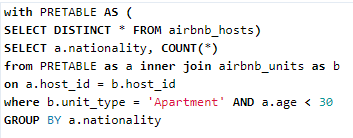 with PRETABLE AS (
SELECT DISTINCT * FROM airbnb_hosts)
SELECT a.nationality, COUNT(*)
from PRETABLE as a inner join airbnb_units as b
on a.host_id = b.host_id
where b.unit_type = 'Apartment' AND a.age < 30
GROUP BY a.nationality